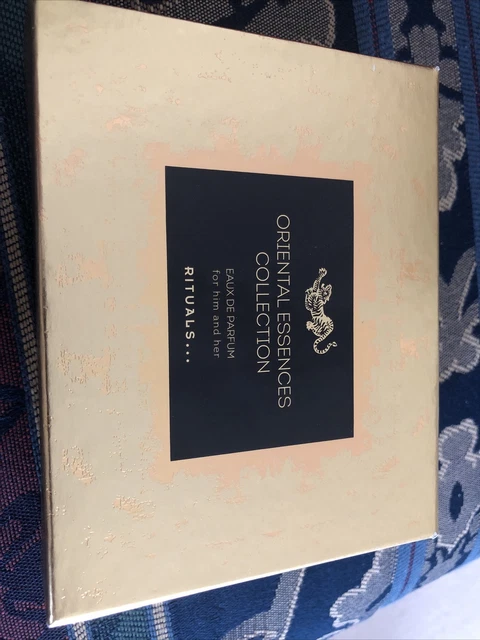 ORIENTAL ESSENCES
COLLECTION
EAUX DE PARFUM
for him and her
RITUALS...